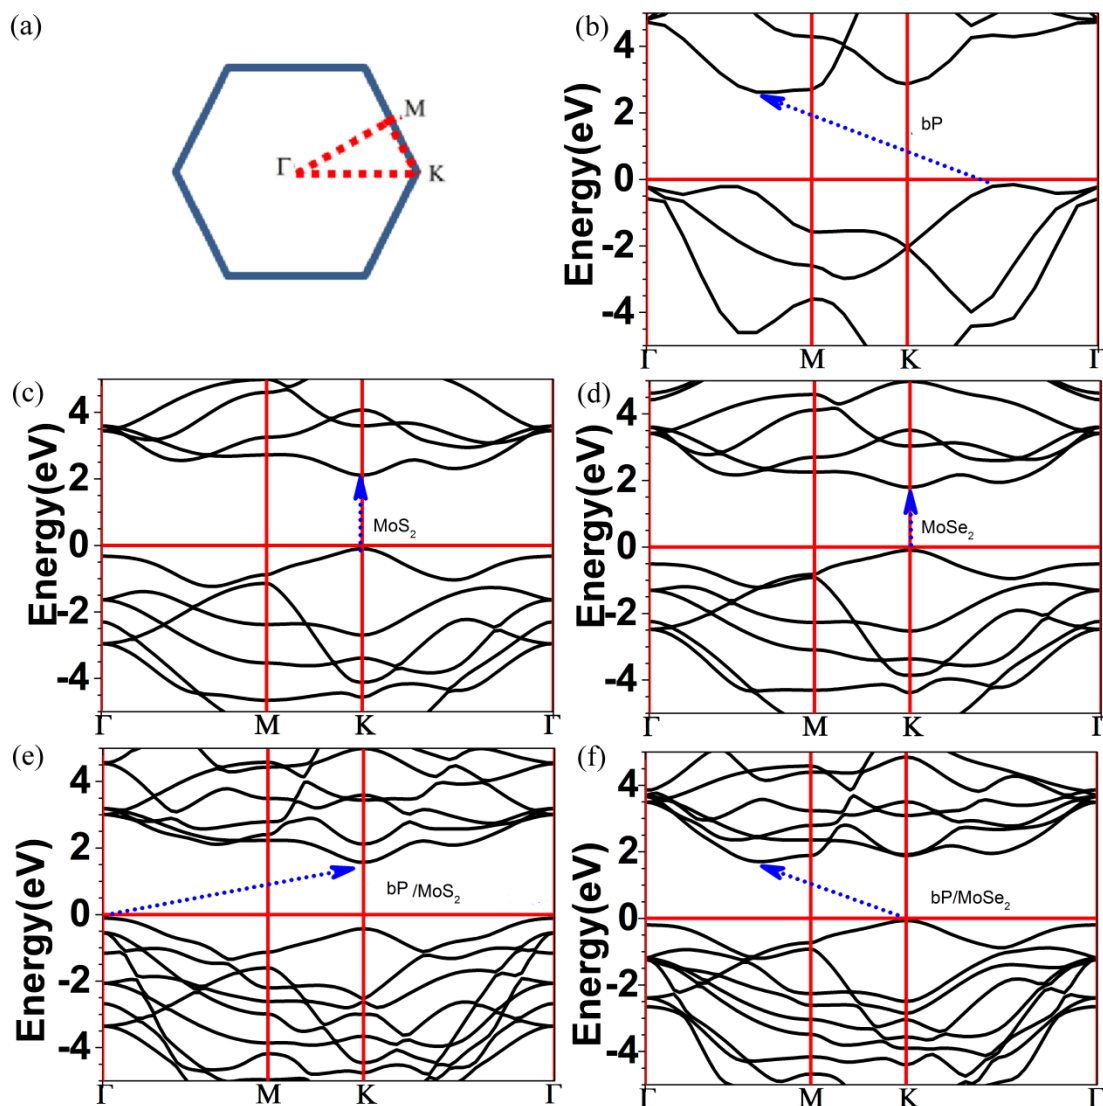 (a)
M
Γ
K
(b)
Energy(eV)
4
2
0
-2
-4
bP
Γ
M
K
Γ
(c)
Energy(eV)
4
2
0
-2
-4
MoS₂
Γ
M
K
Γ
(d)
Energy(eV)
4
2
0
-2
-4
MoSe₂
Γ
M
K
Γ
(e)
Energy(eV)
4
2
0
-2
-4
bP/MoS₂
Γ
M
K
Γ
(f)
Energy(eV)
4
2
0
-2
-4
bP/MoSe₂
Γ
M
K
Γ